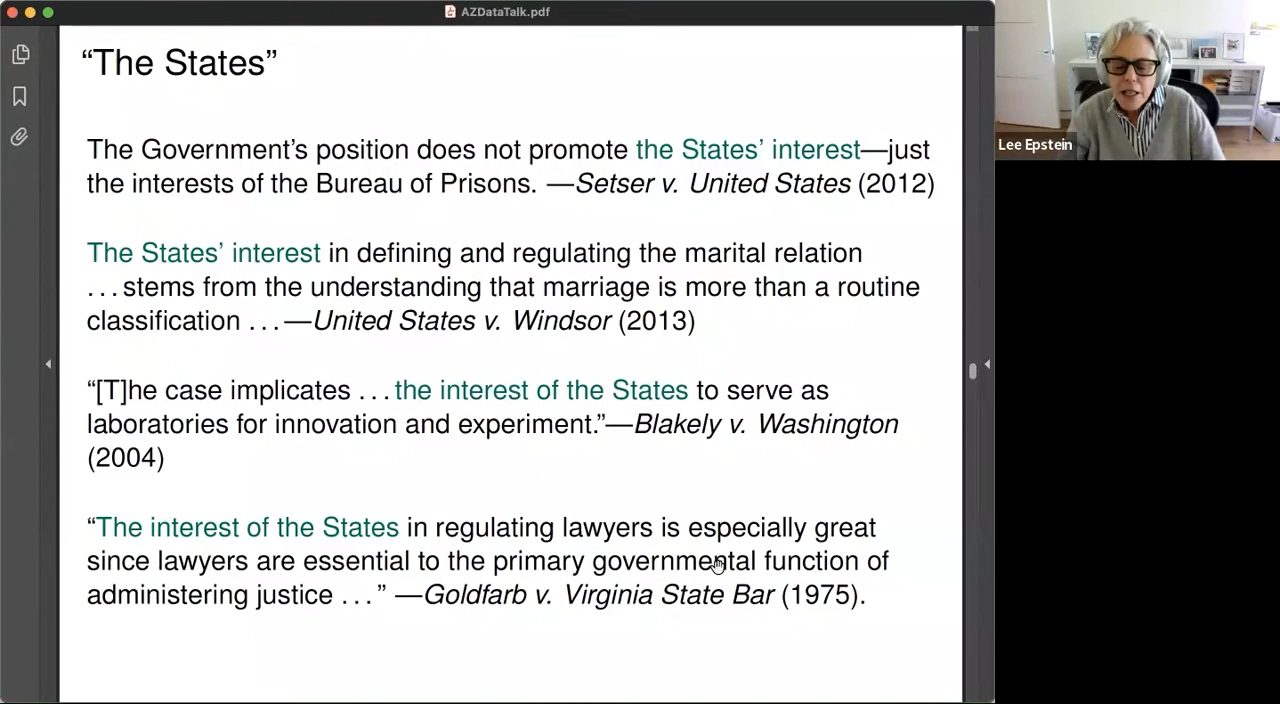 AZDataTalk.pdf
“The States”
The Government’s position does not promote the States’ interest—just
the interests of the Bureau of Prisons. —Setser v. United States (2012)
The States’ interest in defining and regulating the marital relation
...stems from the understanding that marriage is more than a routine
classification ...—United States v. Windsor (2013)
“[T]he case implicates ...the interest of the States to serve as
laboratories for innovation and experiment.”—Blakely v. Washington
(2004)
“The interest of the States in regulating lawyers is especially great
since lawyers are essential to the primary governmental function of
administering justice ...” —Goldfarb v. Virginia State Bar (1975).
Lee Epstein